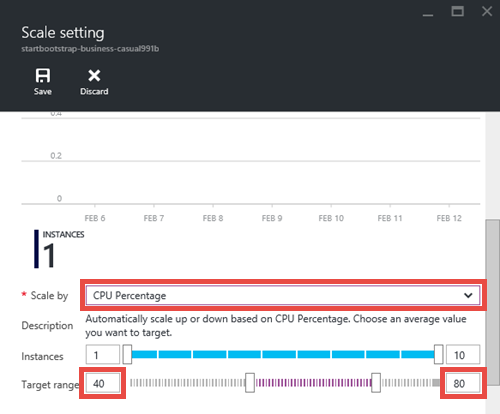 Scale setting
startbootstrap-business-casual991b
Save Discard
0.4
0.2
0
FEB 6 FEB 7 FEB 8 FEB 9 FEB 10 FEB 11 FEB 12
INSTANCES
1
* Scale by CPU Percentage
Description Automatically scale up or down based on CPU Percentage. Choose an average value
you want to target.
Instances 1 10
Target range 40 80